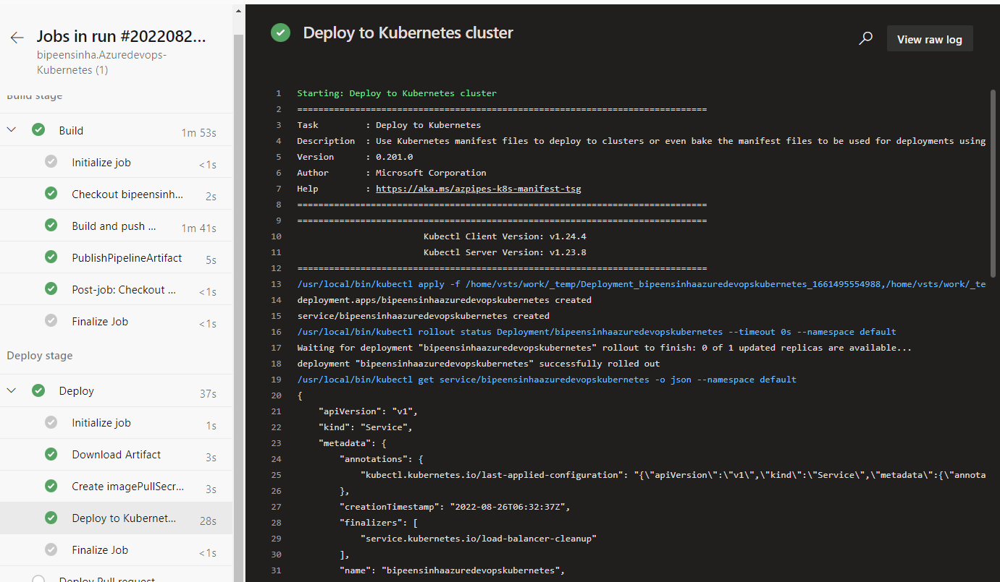 Jobs in run #2022082...
bipeensinha.Azuredevops-
Kubernetes (1)
Build stage
Build 1m 53s
Initialize job <1s
Checkout bipeensinh... 2s
Build and push ... 1m 41s
PublishPipelineArtifact 5s
Post-job: Checkout ... <1s
Finalize Job <1s
Deploy stage
Deploy 37s
Initialize job 1s
Download Artifact 3s
Create imagePullSecr... 3s
Deploy to Kubernet... 28s
Finalize Job <1s
Deploy Pull request
Deploy to Kubernetes cluster
View raw log
1 Starting: Deploy to Kubernetes cluster
2 ==============================================================================
3 Task : Deploy to Kubernetes
4 Description : Use Kubernetes manifest files to deploy to clusters or even bake the manifest files to be used for deployments using
5 Version : 0.201.0
6 Author : Microsoft Corporation
7 Help : https://aka.ms/azpipes-k8s-manifest-tsg
8 ==============================================================================
9 ==============================================================================
10 Kubectl Client Version: v1.24.4
11 Kubectl Server Version: v1.23.8
12 ==============================================================================
13 /usr/local/bin/kubectl apply -f /home/vsts/work/_temp/Deployment_bipeensinhaazuredevopskubernetes_1661495554988,/home/vsts/work/_te
14 deployment.apps/bipeensinhaazuredevopskubernetes created
15 service/bipeensinhaazuredevopskubernetes created
16 /usr/local/bin/kubectl rollout status Deployment/bipeensinhaazuredevopskubernetes --timeout 0s --namespace default
17 Waiting for deployment "bipeensinhaazuredevopskubernetes" rollout to finish: 0 of 1 updated replicas are available...
18 deployment "bipeensinhaazuredevopskubernetes" successfully rolled out
19 /usr/local/bin/kubectl get service/bipeensinhaazuredevopskubernetes -o json --namespace default
20 {
21 "apiVersion": "v1",
22 "kind": "Service",
23 "metadata": {
24 "annotations": {
25 "kubectl.kubernetes.io/last-applied-configuration": "{\"apiVersion\":\"v1\",\"kind\":\"Service\",\"metadata\":{\"annota
26 },
27 "creationTimestamp": "2022-08-26T06:32:37Z",
28 "finalizers": [
29 "service.kubernetes.io/load-balancer-cleanup"
30 ],
31 "name": "bipeensinhaazuredevopskubernetes",